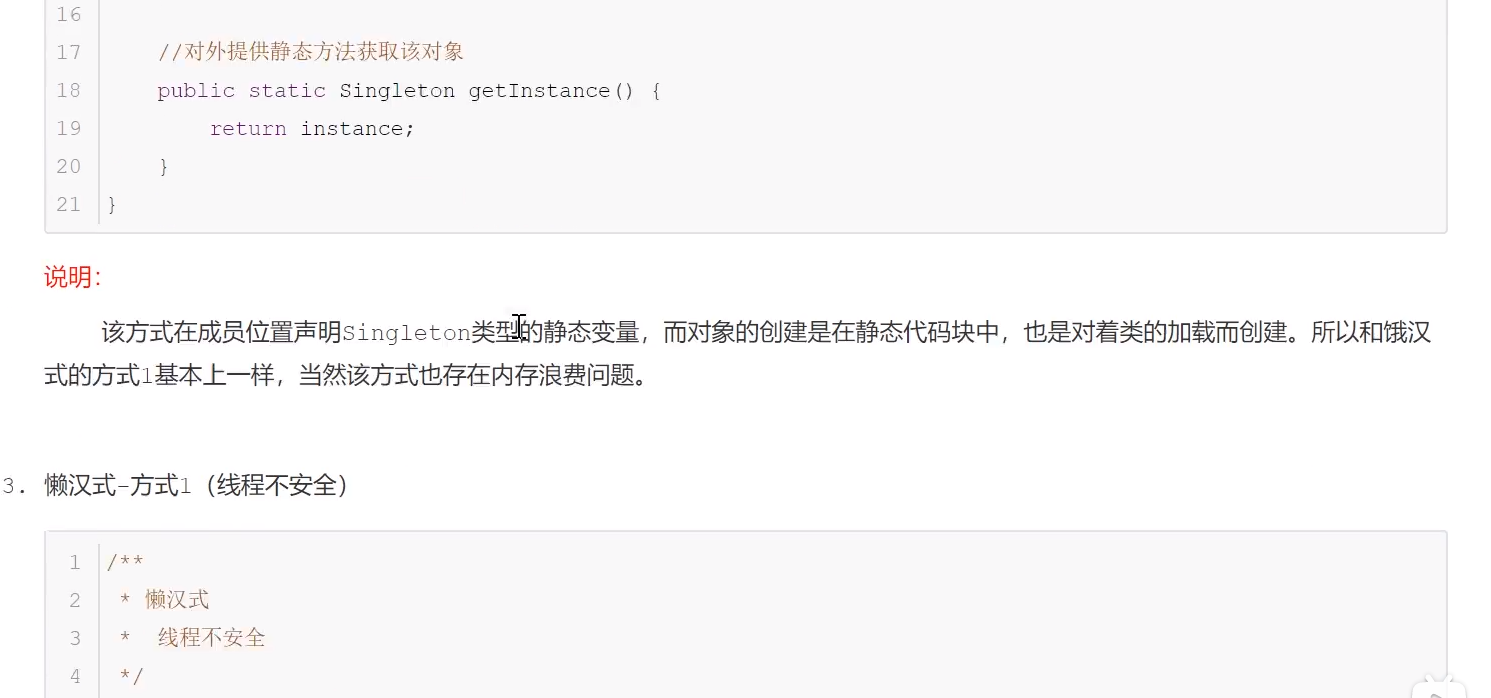 16
17 //对外提供静态方法获取该对象
18 public static Singleton getInstance() {
19 return instance;
20 }
21 }
说明：
该方式在成员位置声明Singleton类型的静态变量，而对象的创建是在静态代码块中，也是对着类的加载而创建。所以和饿汉
式的方式1基本上一样，当然该方式也存在内存浪费问题。
3. 懒汉式-方式1（线程不安全）
1 /**
2 * 懒汉式
3 * 线程不安全
4 */